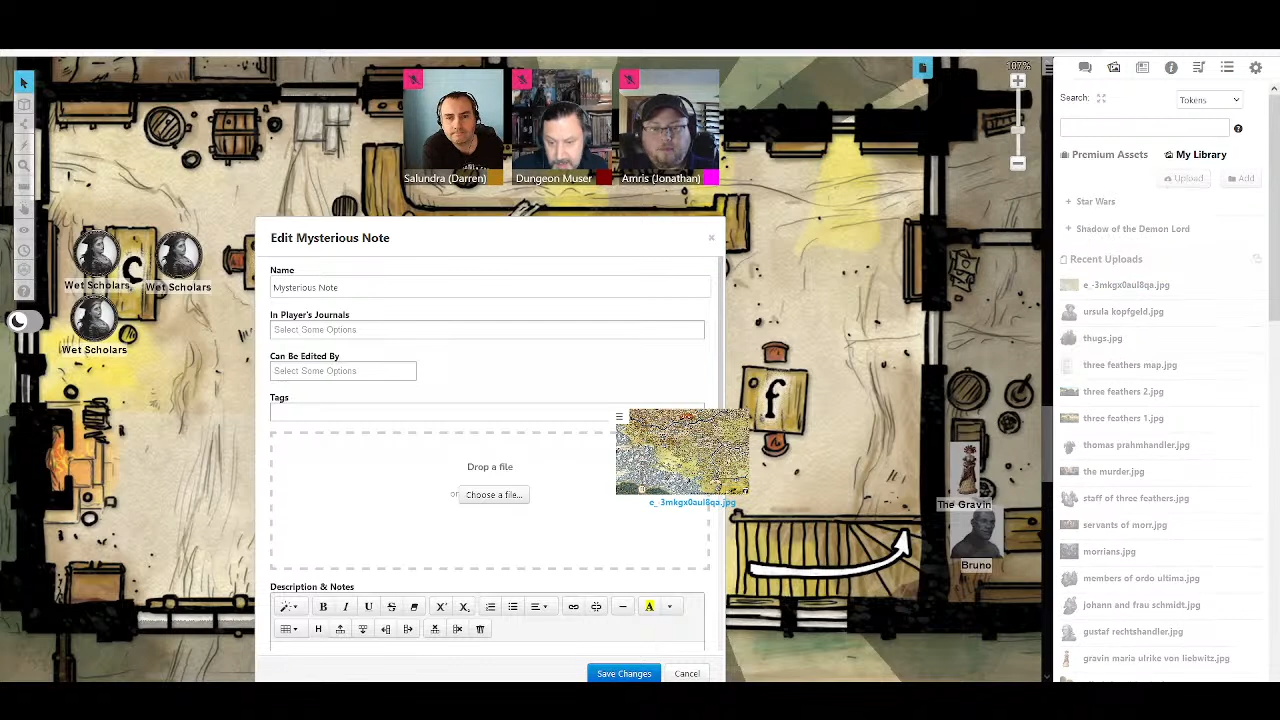 107%
Search:
Tokens
Salundra (Darren)
Dungeon Muser
Amris (Jonathan)
Premium Assets
My Library
Upload
Add
Star Wars
Shadow of the Demon Lord
Recent Uploads
e_-3mkgx0aul8qa.jpg
ursula kopfgeld.jpg
thugs.jpg
three feathers map.jpg
three feathers 2.jpg
three feathers 1.jpg
thomas prahmhandler.jpg
the murder.jpg
staff of three feathers.jpg
servants of morr.jpg
morrians.jpg
members of ordo ultima.jpg
johann and frau schmidt.jpg
gustaf rechtshandler.jpg
gravin maria ulrike von liebwitz.jpg
C
Wet Scholars
Wet Scholars
Wet Scholars
Edit Mysterious Note
Name
Mysterious Note
In Player's Journals
Select Some Options
Can Be Edited By
Select Some Options
Tags
Drop a file
or Choose a file...
e_ 3mkgx0aul8qa.jpg
Description & Notes
B I U S
H
A
Save Changes
Cancel
f
The Gravin
Bruno